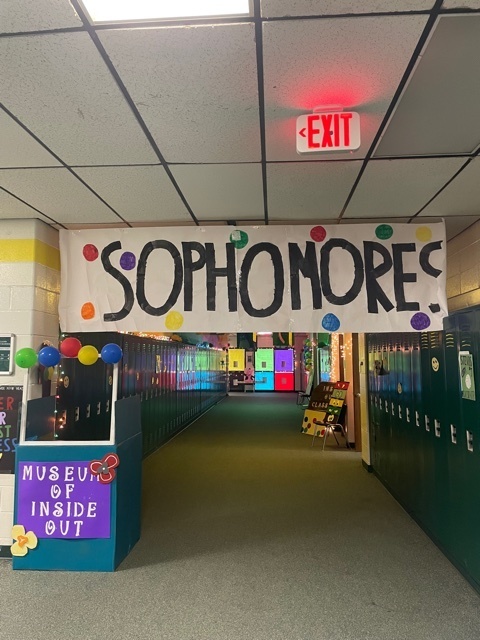 <EXIT
SOPHOMORES
MUSEUM
OF
INSIDE
OUT